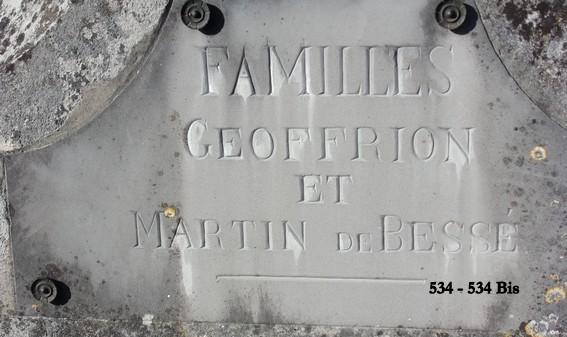 FAMILLES
GEOFFRION
ET
MARTIN DE BESSÉ
534 - 534 Bis